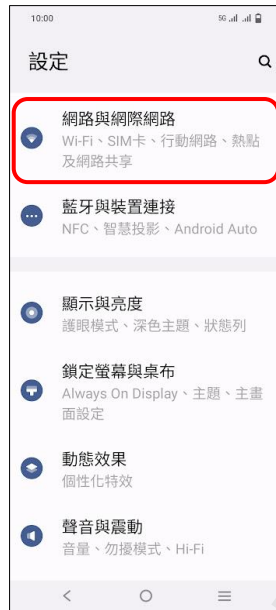 10:00 5G
設定
網路與網際網路
Wi-Fi、SIM卡、行動網路、熱點
及網路共享
藍牙與裝置連接
NFC、智慧投影、Android Auto
顯示與亮度
護眼模式、深色主題、狀態列
鎖定螢幕與桌布
Always On Display、主題、主畫
面設定
動態效果
個性化特效
聲音與震動
音量、勿擾模式、Hi-Fi